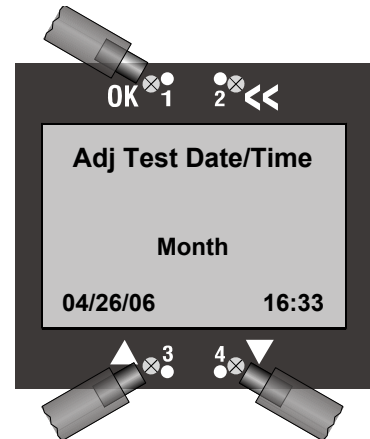 OK 1 2 <<
Adj Test Date/Time
Month
04/26/06 16:33
3 4